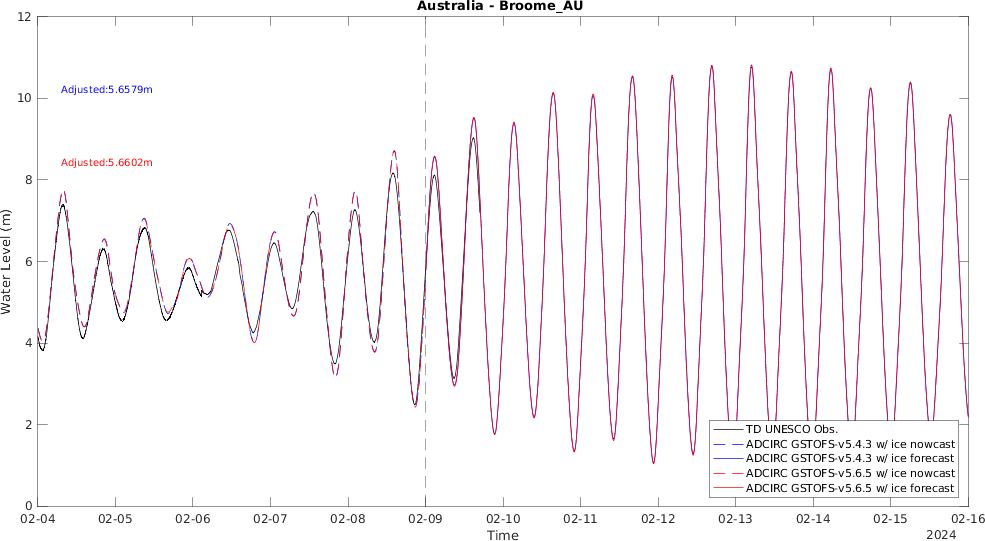 Australia - Broome_AU
12
10
8
6
4
2
0
Water Level (m)
Adjusted:5.6579m
Adjusted:5.6602m
TD UNESCO Obs.
ADCIRC GSTOFS-v5.4.3 w/ ice nowcast
ADCIRC GSTOFS-v5.4.3 w/ ice forecast
ADCIRC GSTOFS-v5.6.5 w/ ice nowcast
ADCIRC GSTOFS-v5.6.5 w/ ice forecast
02-04 02-05 02-06 02-07 02-08 02-09 02-10 02-11 02-12 02-13 02-14 02-15 02-16
Time
2024